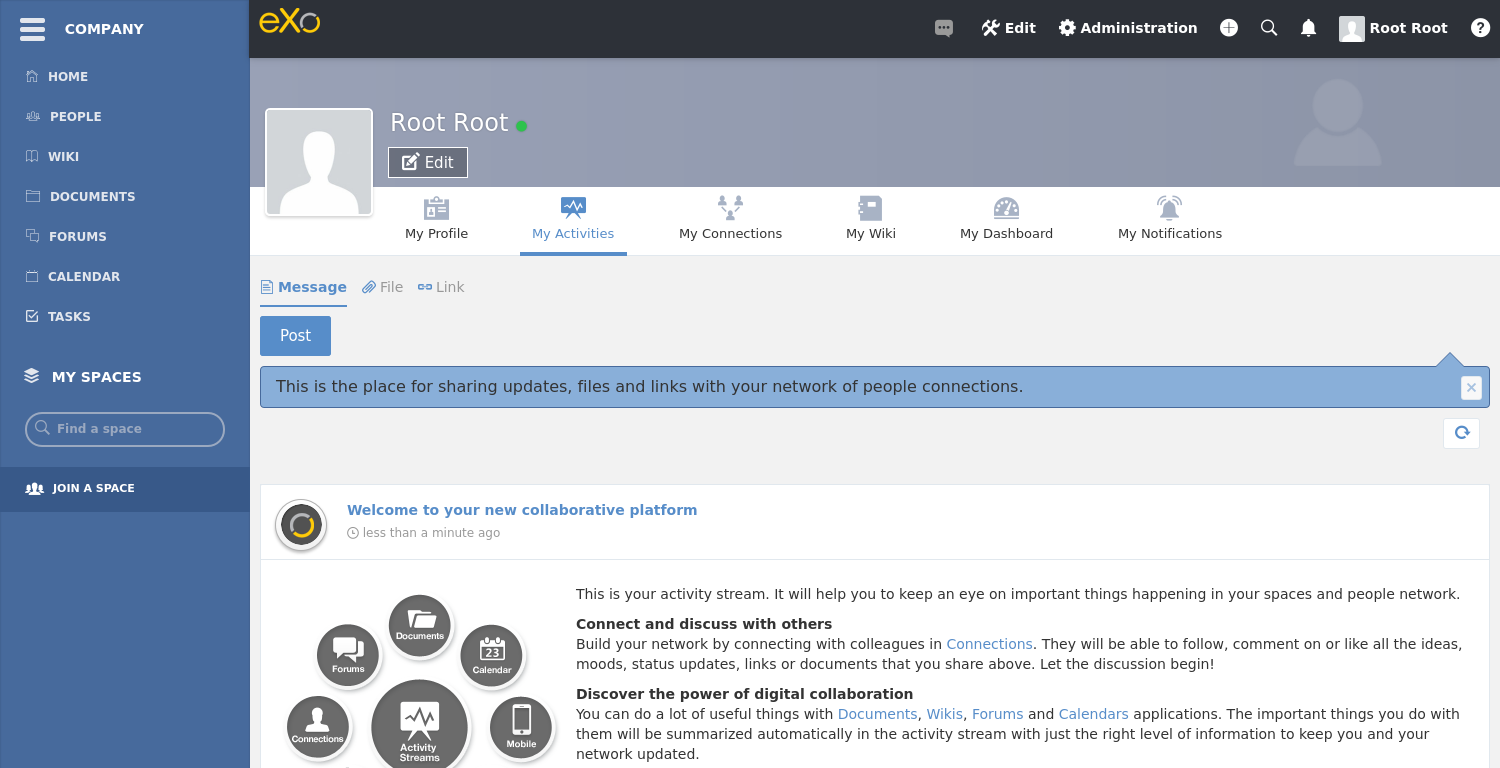 COMPANY
eXo
Edit
Administration
Root Root
HOME
PEOPLE
WIKI
DOCUMENTS
FORUMS
CALENDAR
TASKS
MY SPACES
Find a space
JOIN A SPACE
Root Root
Edit
My Profile
My Activities
My Connections
My Wiki
My Dashboard
My Notifications
Message
File
Link
Post
This is the place for sharing updates, files and links with your network of people connections.
Welcome to your new collaborative platform
less than a minute ago
Documents
Forums
23
Calendar
Connections
Activity
Streams
Mobile
This is your activity stream. It will help you to keep an eye on important things happening in your spaces and people network.
Connect and discuss with others
Build your network by connecting with colleagues in Connections. They will be able to follow, comment on or like all the ideas,
moods, status updates, links or documents that you share above. Let the discussion begin!
Discover the power of digital collaboration
You can do a lot of useful things with Documents, Wikis, Forums and Calendars applications. The important things you do with
them will be summarized automatically in the activity stream with just the right level of information to keep you and your
network updated.